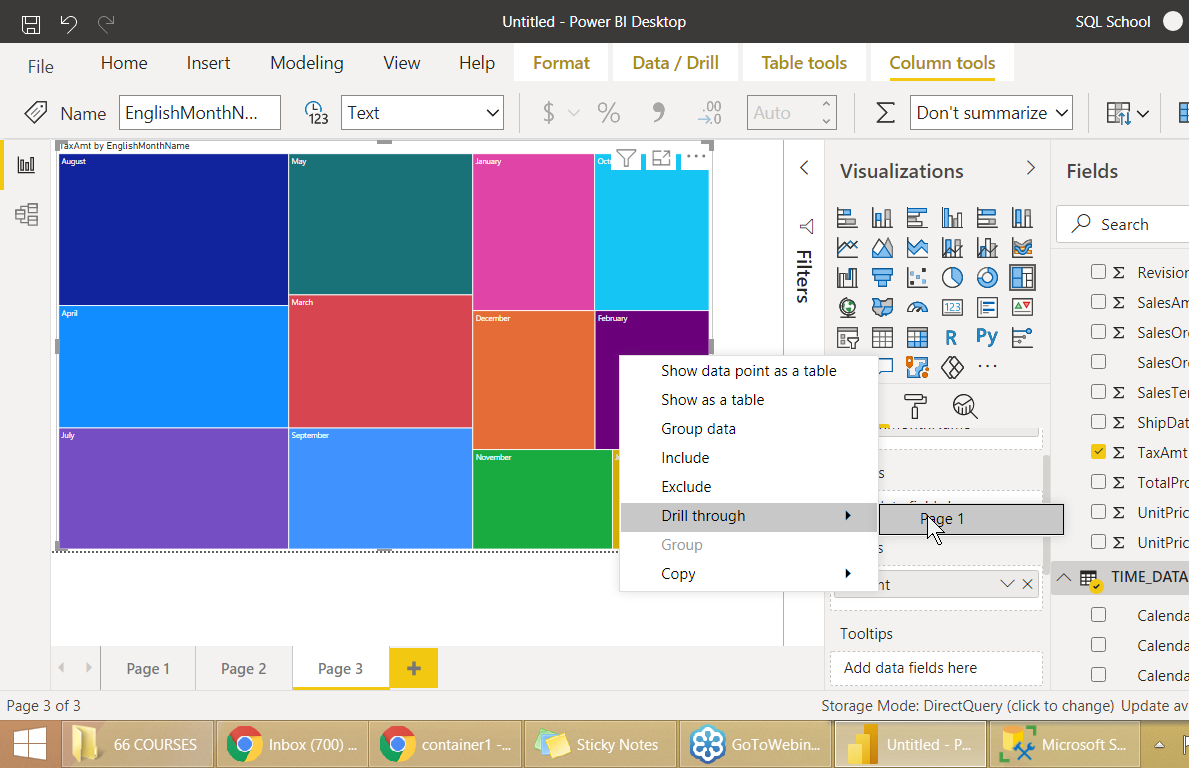 Untitled - Power BI Desktop
SQL School
File
Home
Insert
Modeling
View
Help
Format
Data / Drill
Table tools
Column tools
Name
EnglishMonthN...
123
Text
$
%
.00
Auto
Σ
Don't summarize
TaxAmt by EnglishMonthName
August
May
January
April
March
December
February
July
September
November
Show data point as a table
Show as a table
Group data
Include
Exclude
Drill through
Page 1
Group
Copy
Filters
Visualizations
123
R
Py
Tooltips
Add data fields here
Fields
Search
Σ Revision
Σ SalesAm
Σ SalesOr
SalesOr
Σ SalesTer
Σ ShipDat
Σ TaxAmt
Σ TotalPro
Σ UnitPric
Σ UnitPric
TIME_DATA
Calenda
Calenda
Calenda
Page 1
Page 2
Page 3
Page 3 of 3
Storage Mode: DirectQuery (click to change)
Update av
66 COURSES
Inbox (700) ...
container1 -...
Sticky Notes
GoToWebin...
Untitled - P...
Microsoft S...